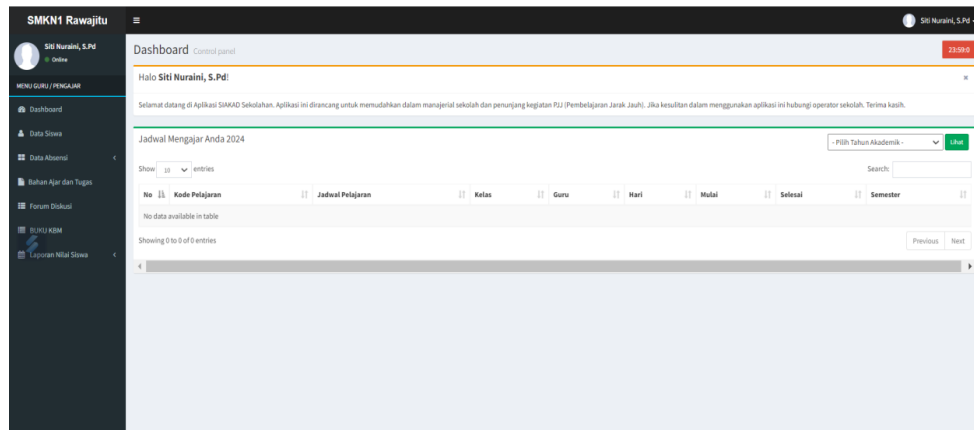 SMKN1 Rawajitu
Siti Nuraini, S.Pd
Siti Nuraini, S.Pd
Online
MENU GURU / PENGAJAR
Dashboard
Data Siswa
Data Absensi
Bahan Ajar dan Tugas
Forum Diskusi
BUKU KBM
Laporan Nilai Siswa
Dashboard Control panel
23:59:0
Halo Siti Nuraini, S.Pd!
×
Selamat datang di Aplikasi SIAKAD Sekolahan. Aplikasi ini dirancang untuk memudahkan dalam manajerial sekolah dan penunjang kegiatan PJJ (Pembelajaran Jarak Jauh). Jika kesulitan dalam menggunakan aplikasi ini hubungi operator sekolah. Terima kasih.
Jadwal Mengajar Anda 2024
- Pilih Tahun Akademik -
Lihat
Show 10 entries
Search:
No Kode Pelajaran Jadwal Pelajaran Kelas Guru Hari Mulai Selesai Semester
No data available in table
Showing 0 to 0 of 0 entries
Previous Next